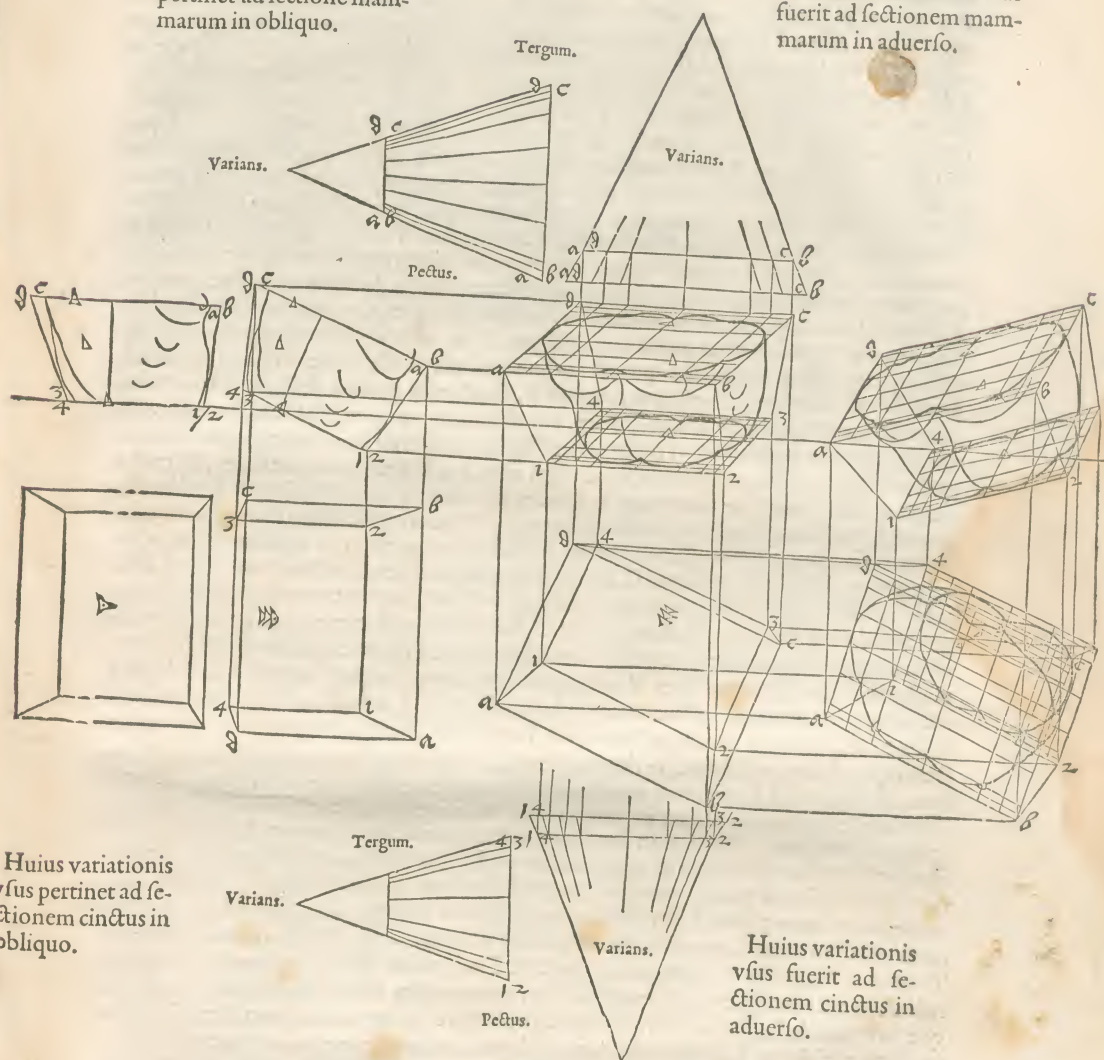 pertinet ad ſectione mam-
marum in obliquo.
fuerit ad ſectionem mam-
marum in aduerſo.
Tergum.
Varians.
Pectus.
Varians.
Tergum.
Varians.
Pectus.
Varians.
Huius variationis
vſus pertinet ad ſe-
ctionem cinctus in
obliquo.
Huius variationis
vſus fuerit ad ſe-
ctionem cinctus in
aduerſo.